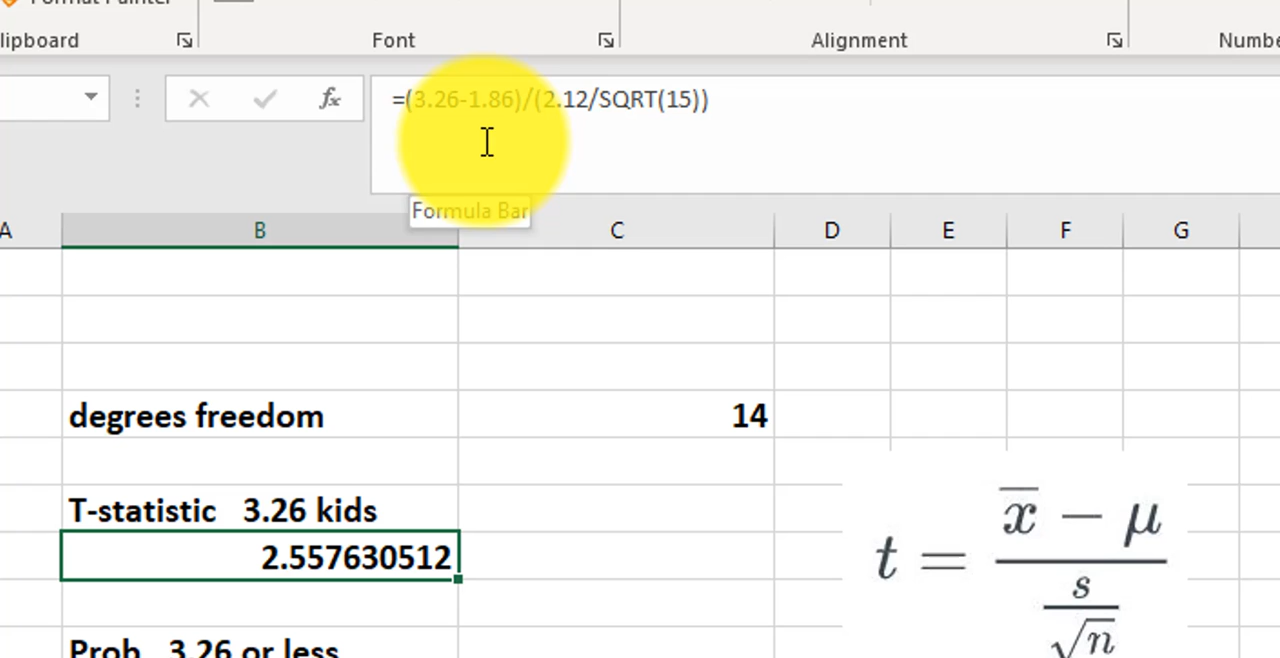 Format Painter
lipboard
Font
Alignment
Numbe
fx
=(3.26-1.86)/(2.12/SQRT(15))
Formula Bar
A B C D E F G
degrees freedom 14
T-statistic 3.26 kids
2.557630512
Prob 3.26 or less
t = x̄ − μ
s
√n